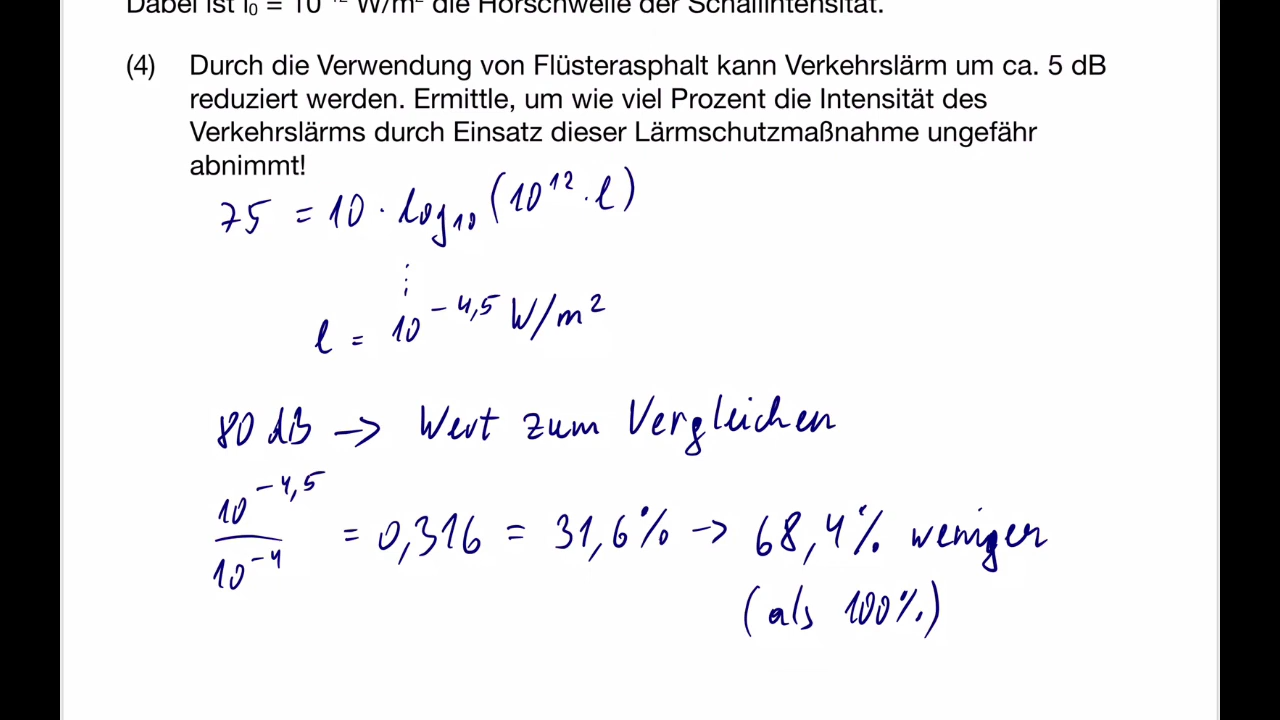 Dabei ist I₀ = 10⁻¹² W/m² die Hörschwelle der Schallintensität.
(4) Durch die Verwendung von Flüsterasphalt kann Verkehrslärm um ca. 5 dB
reduziert werden. Ermittle, um wie viel Prozent die Intensität des
Verkehrslärms durch Einsatz dieser Lärmschutzmaßnahme ungefähr
abnimmt!
75 = 10 · log₁₀ (10¹² · l)
⋮
l = 10^(-4,5) W/m²
80 dB → Wert zum Vergleichen
10^(-4,5) / 10^(-4) = 0,316 = 31,6% → 68,4% weniger
(als 100%)